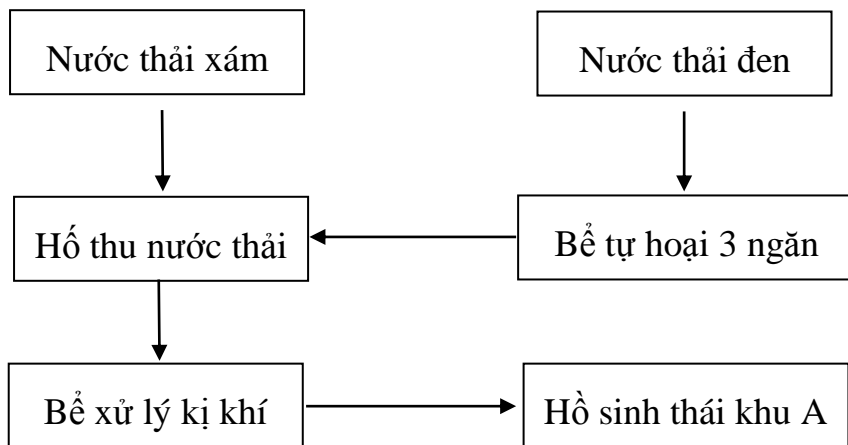 Nước thải xám
Nước thải đen
Hố thu nước thải
Bể tự hoại 3 ngăn
Bể xử lý kị khí
Hồ sinh thái khu A